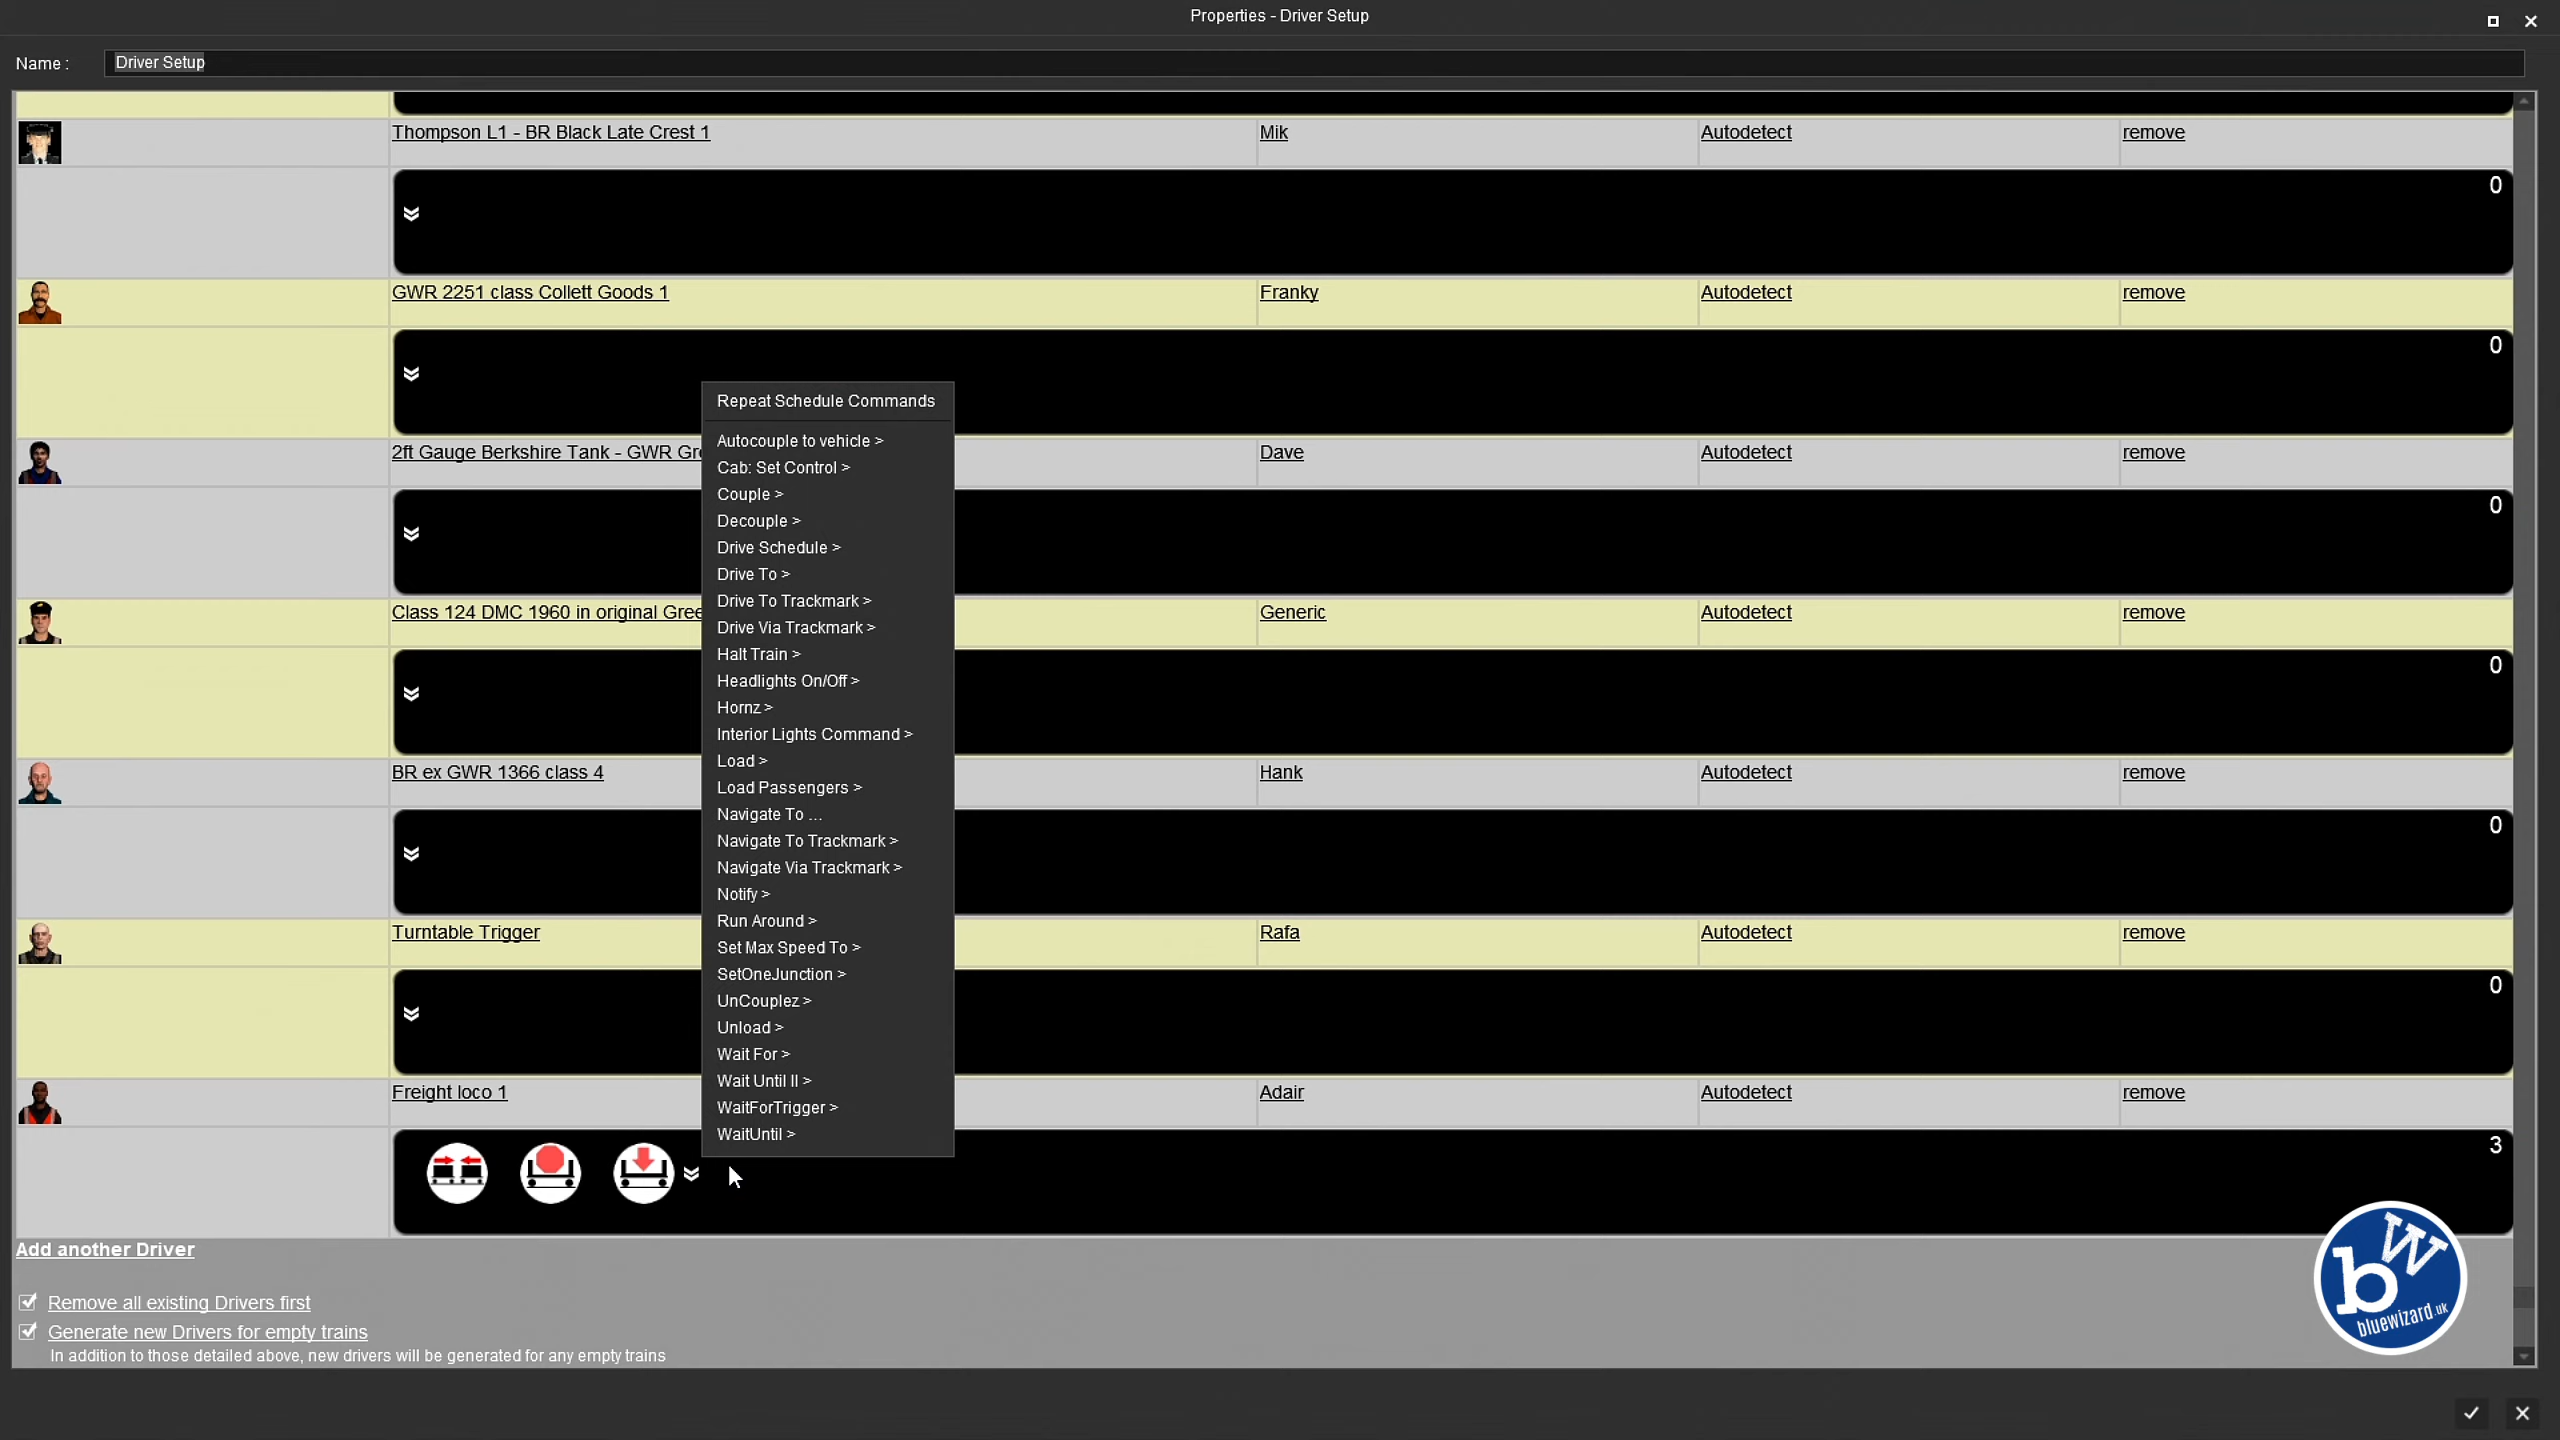 Properties - Driver Setup
Name :
Driver Setup
Thompson L1 - BR Black Late Crest 1
Mik
Autodetect
remove
0
GWR 2251 class Collett Goods 1
Franky
Autodetect
remove
0
2ft Gauge Berkshire Tank - GWR Gre
Dave
Autodetect
remove
0
Class 124 DMC 1960 in original Gree
Generic
Autodetect
remove
0
BR ex GWR 1366 class 4
Hank
Autodetect
remove
0
Turntable Trigger
Rafa
Autodetect
remove
0
Freight loco 1
Adair
Autodetect
remove
3
Repeat Schedule Commands
Autocouple to vehicle >
Cab: Set Control >
Couple >
Decouple >
Drive Schedule >
Drive To >
Drive To Trackmark >
Drive Via Trackmark >
Halt Train >
Headlights On/Off >
Hornz >
Interior Lights Command >
Load >
Load Passengers >
Navigate To ...
Navigate To Trackmark >
Navigate Via Trackmark >
Notify >
Run Around >
Set Max Speed To >
SetOneJunction >
UnCouplez >
Unload >
Wait For >
Wait Until II >
WaitForTrigger >
WaitUntil >
Add another Driver
Remove all existing Drivers first
Generate new Drivers for empty trains
In addition to those detailed above, new drivers will be generated for any empty trains
bW
bluewizard.uk